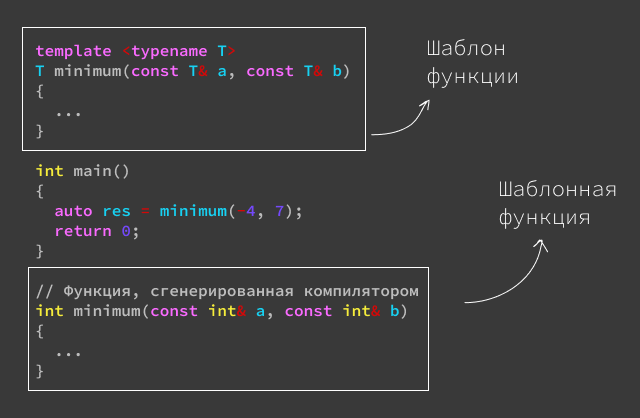 template <typename T>
T minimum(const T& a, const T& b)
{
...
}
Шаблон
функции
int main()
{
auto res = minimum(-4, 7);
return 0;
}
Шаблонная
функция
// Функция, сгенерированная компилятором
int minimum(const int& a, const int& b)
{
...
}